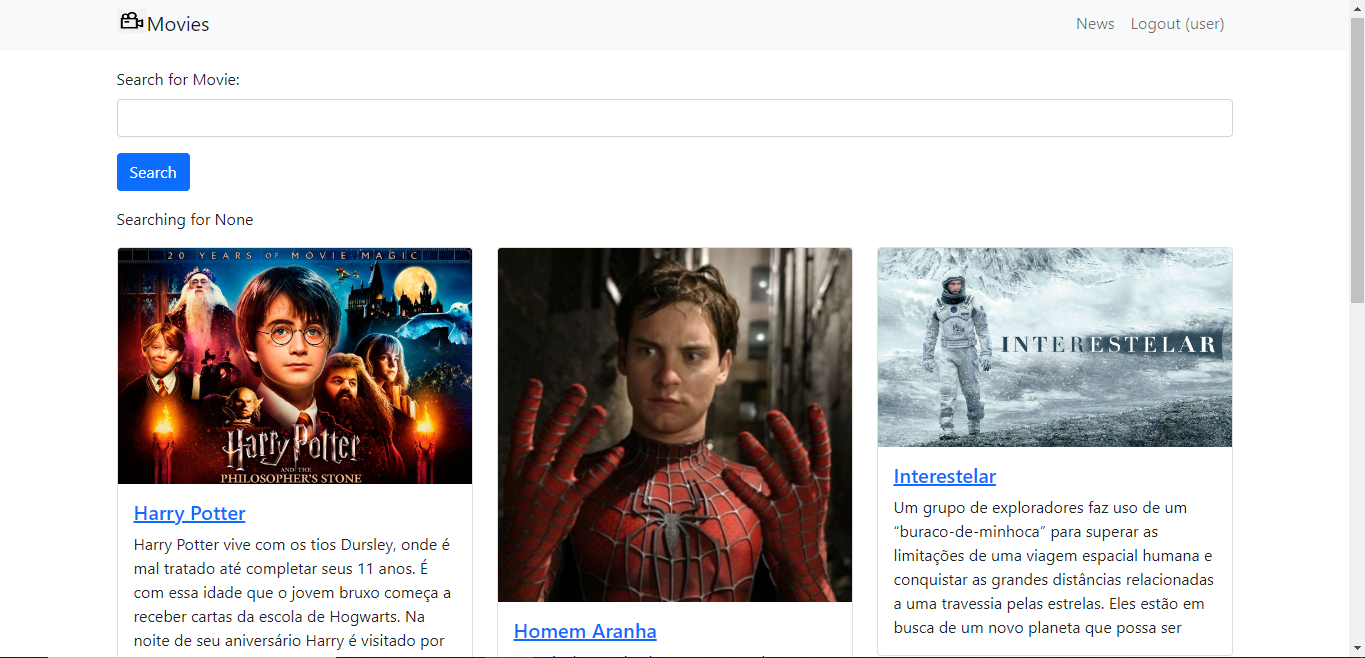 Movies
News
Logout (user)
Search for Movie:
Search
Searching for None
20 YEARS OF MOVIE MAGIC
Harry Potter
AND THE
PHILOSOPHER'S STONE
Harry Potter
Harry Potter vive com os tios Dursley, onde é
mal tratado até completar seus 11 anos. É
com essa idade que o jovem bruxo começa a
receber cartas da escola de Hogwarts. Na
noite de seu aniversário Harry é visitado por
Homem Aranha
INTERESTELAR
Interestelar
Um grupo de exploradores faz uso de um
“buraco-de-minhoca” para superar as
limitações de uma viagem espacial humana e
conquistar as grandes distâncias relacionadas
a uma travessia pelas estrelas. Eles estão em
busca de um novo planeta que possa ser